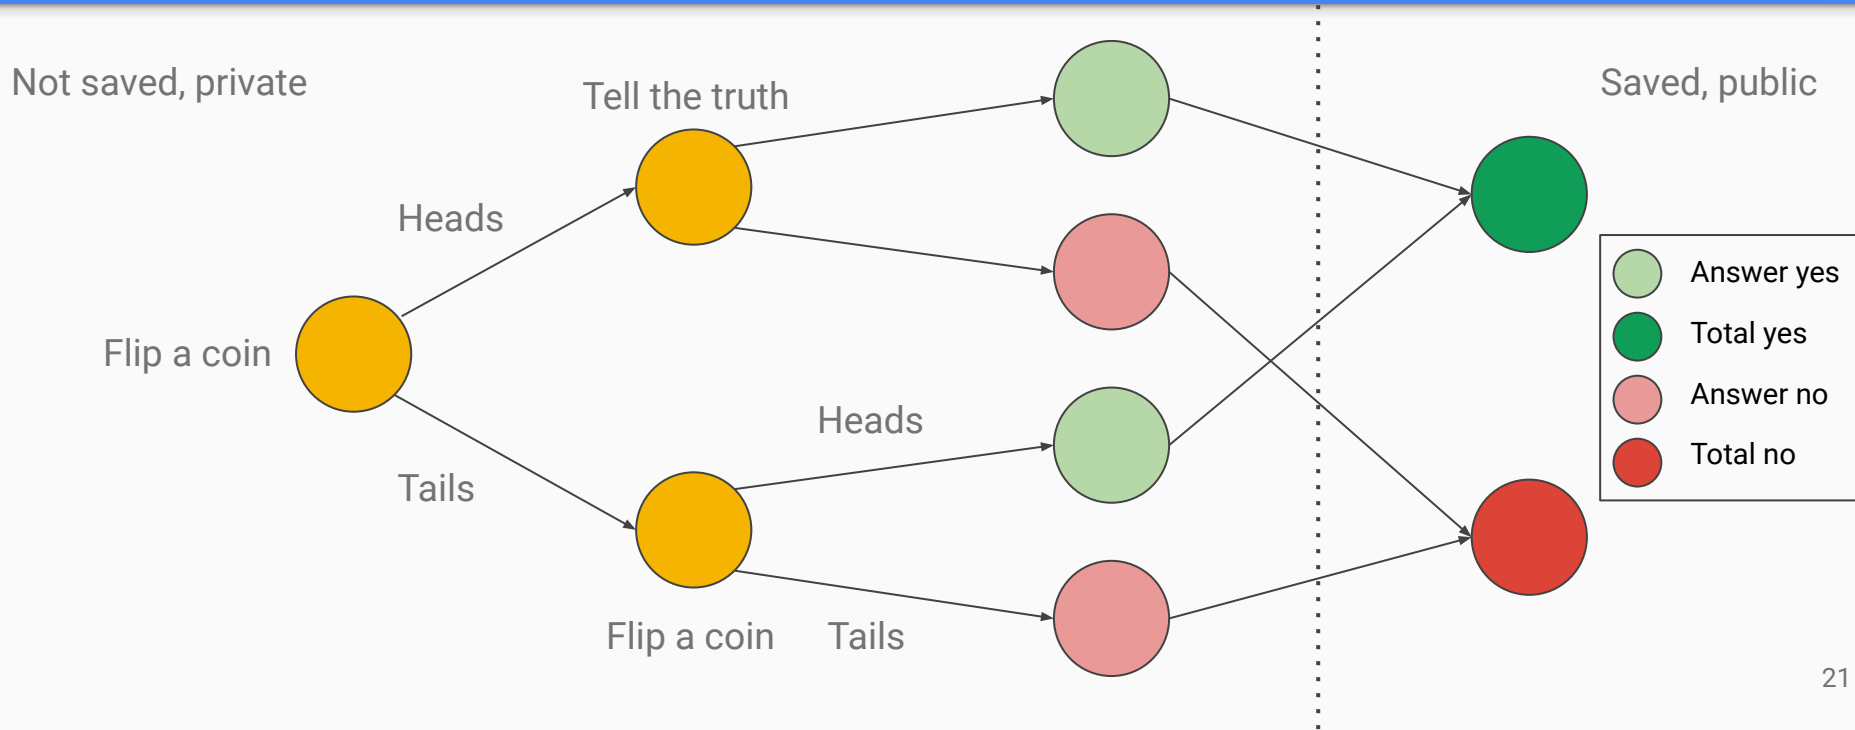 Not saved, private
Tell the truth
Saved, public
Heads
Flip a coin
Tails
Heads
Flip a coin
Tails
Answer yes
Total yes
Answer no
Total no
21